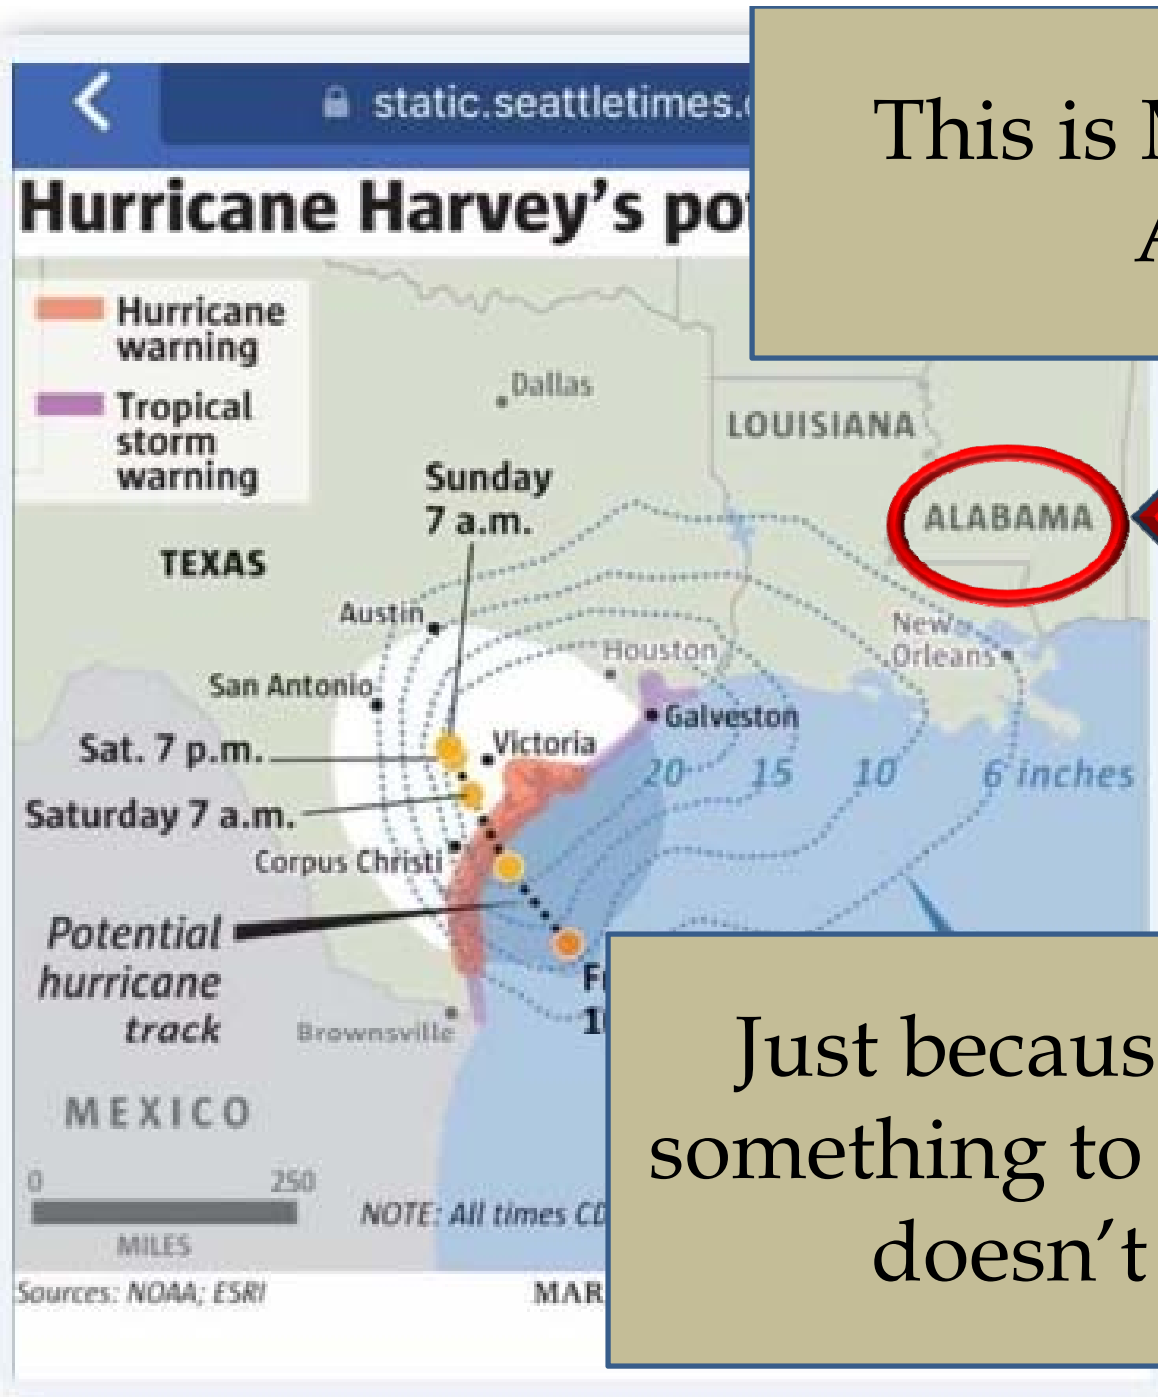 static.seattletimes.
This is
Hurricane Harvey's po
Hurricane
warning
Tropical
storm
warning
Dallas
LOUISIANA
Sunday
7 a.m.
ALABAMA
TEXAS
Austin
New
Orleans
Houston
San Antonio
Galveston
Sat. 7 p.m.
Victoria
20
15
10
6 inches
Saturday 7 a.m.
Corpus Christi
Potential
hurricane
track
Brownsville
MEXICO
0
250
MILES
NOTE: All times CD
Sources: NOAA; ESRI
MAR
Just becaus
something to
doesn't